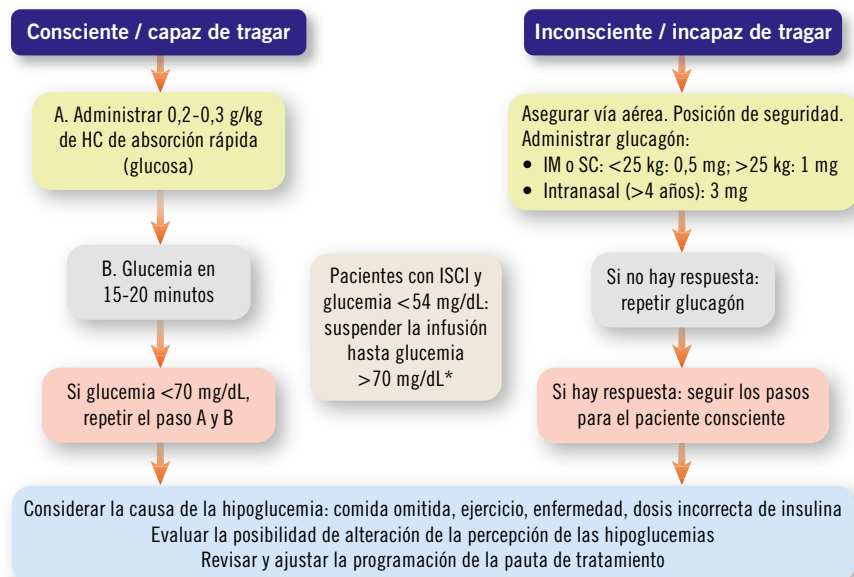 Consciente / capaz de tragar
A. Administrar 0,2-0,3 g/kg
de HC de absorción rápida
(glucosa)
B. Glucemia en
15-20 minutos
Si glucemia <70 mg/dL,
repetir el paso A y B
Pacientes con ISCI y
glucemia <54 mg/dL:
suspender la infusión
hasta glucemia
>70 mg/dL*
Inconsciente / incapaz de tragar
Asegurar vía aérea. Posición de seguridad.
Administrar glucagón:
• IM o SC: <25 kg: 0,5 mg; >25 kg: 1 mg
• Intranasal (>4 años): 3 mg
Si no hay respuesta:
repetir glucagón
Si hay respuesta: seguir los pasos
para el paciente consciente
Considerar la causa de la hipoglucemia: comida omitida, ejercicio, enfermedad, dosis incorrecta de insulina
Evaluar la posibilidad de alteración de la percepción de las hipoglucemias
Revisar y ajustar la programación de la pauta de tratamiento